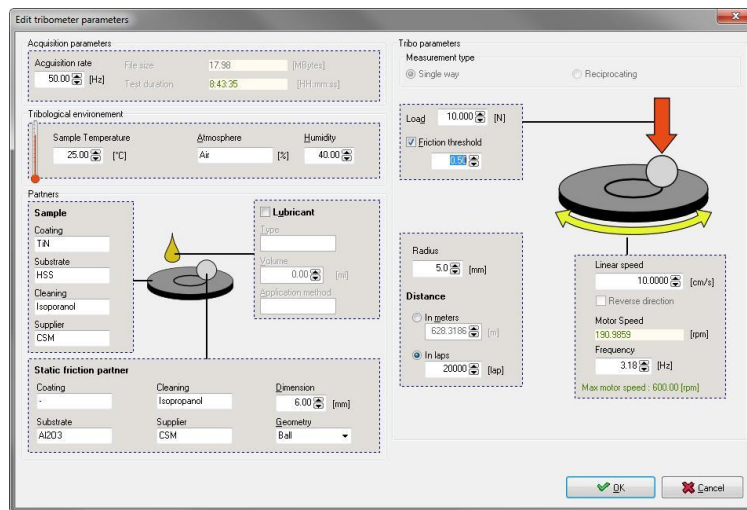 Edit tribometer parameters
Acquisition parameters
Acquisition rate
50.00 [Hz]
File size 17.98 [MBytes]
Test duration 8:43:35 [HH:mm:ss]
Tribological environement
Sample Temperature
25.00 [°C]
Atmosphere
Air [%]
Humidity
40.00
Partners
Sample
Coating
TiN
Substrate
HSS
Cleaning
Isoporanol
Supplier
CSM
Lubricant
Type
Volume
0.00 [ml]
Application method
Static friction partner
Coating Cleaning Dimension
- Isopropanol 6.00 [mm]
Substrate Supplier Geometry
Al2O3 CSM Ball
Tribo parameters
Measurement type
Single way Reciprocating
Load 10.000 [N]
Friction threshold
0.50
Radius
5.0 [mm]
Distance
In meters
628.3186 [m]
In laps
20000 [lap]
Linear speed
10.0000 [cm/s]
Reverse direction
Motor Speed
190.9859 [rpm]
Frequency
3.18 [Hz]
Max motor speed : 600.00 [rpm]
OK Cancel